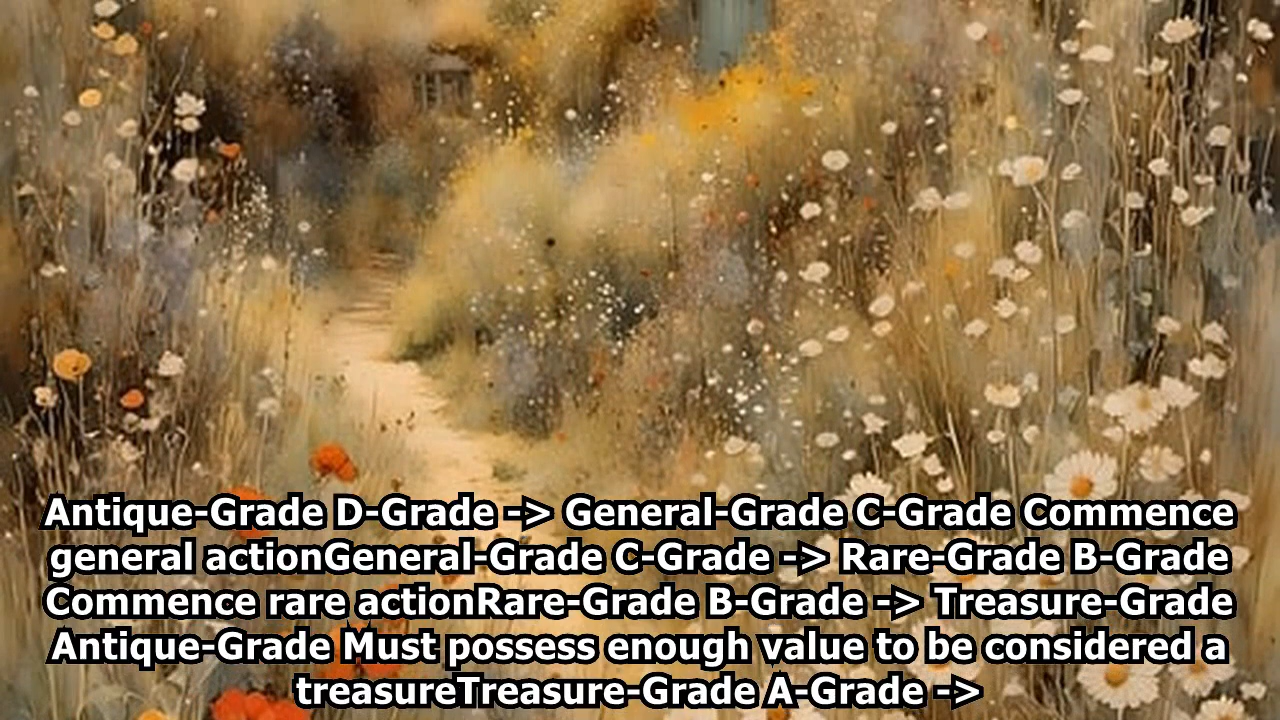 Antique-Grade D-Grade -> General-Grade C-Grade Commence
general actionGeneral-Grade C-Grade -> Rare-Grade B-Grade
Commence rare actionRare-Grade B-Grade -> Treasure-Grade
Antique-Grade Must possess enough value to be considered a
treasureTreasure-Grade A-Grade ->